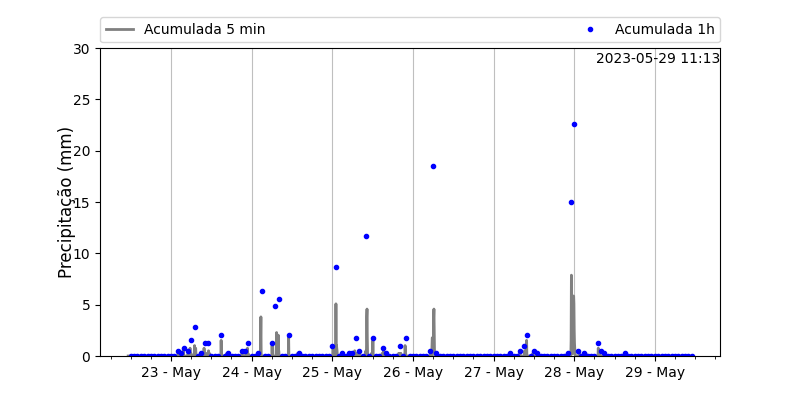 Acumulada 5 min
Acumulada 1h
2023-05-29 11:13
Precipitação (mm)
30
25
20
15
10
5
0
23 - May
24 - May
25 - May
26 - May
27 - May
28 - May
29 - May